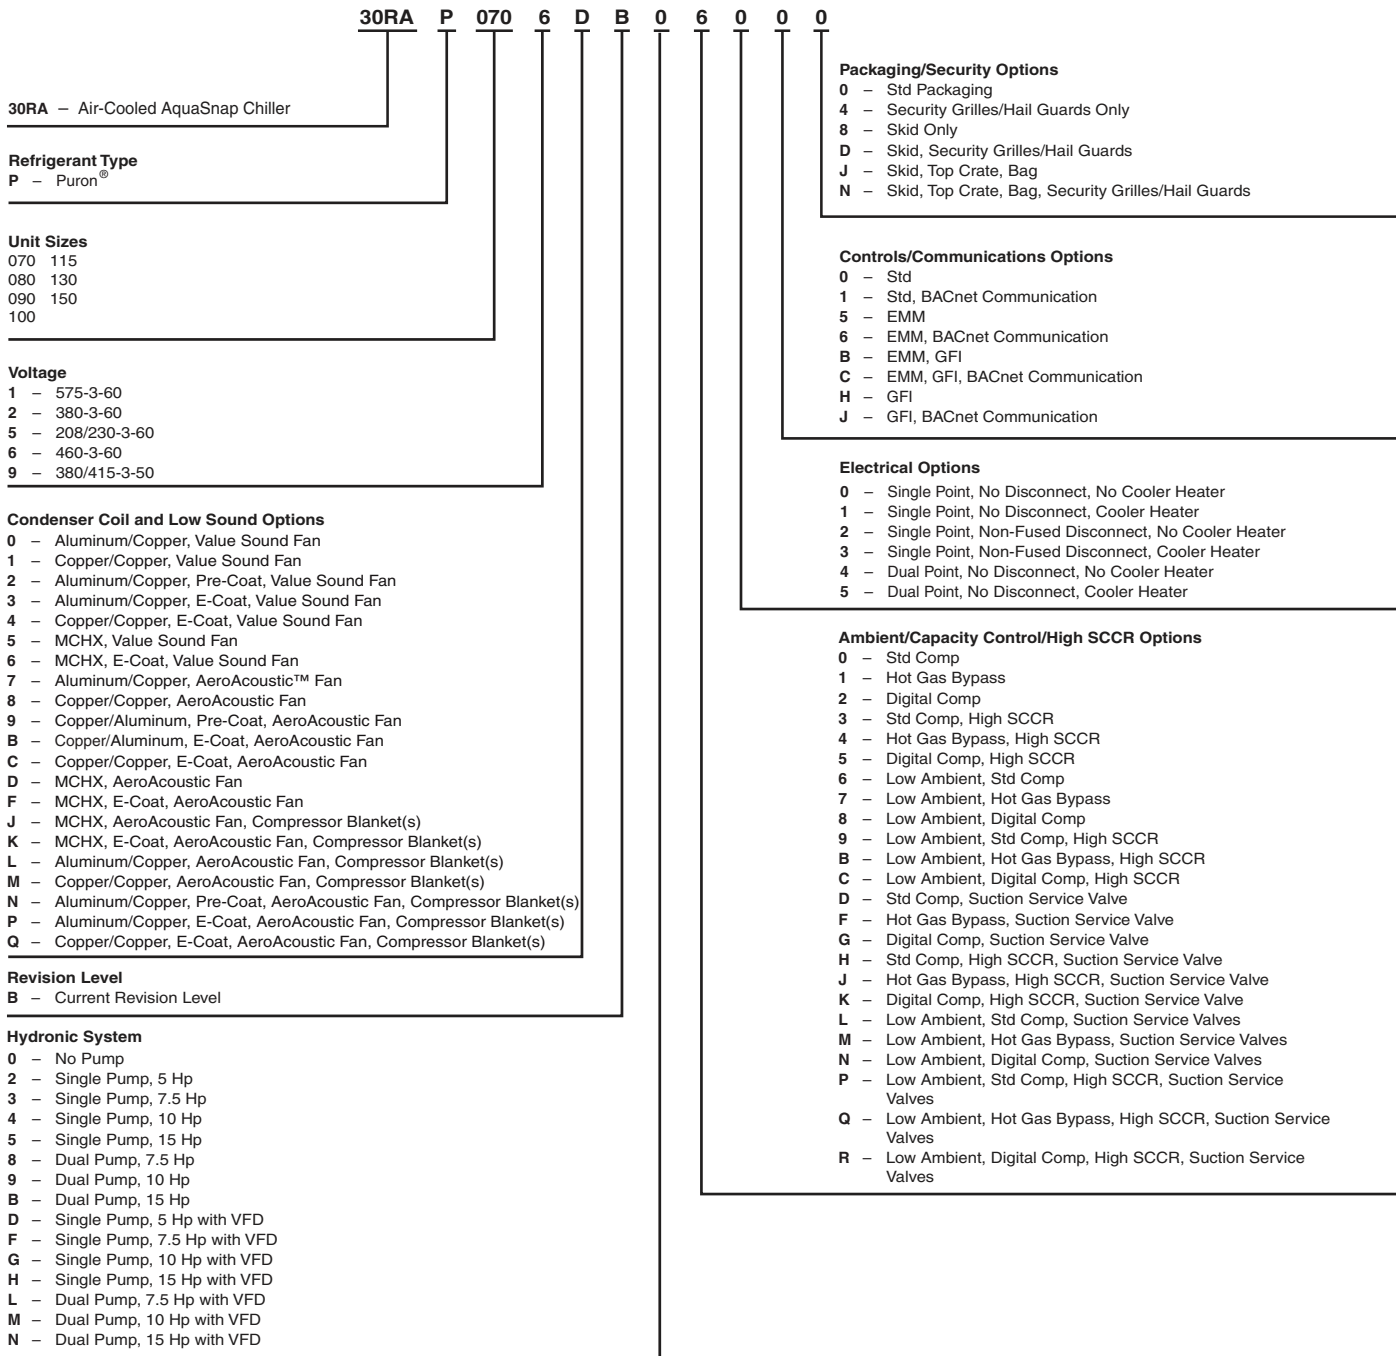 30RA P 070 6 D B 0 6 0 0 0
30RA – Air-Cooled AquaSnap Chiller
Refrigerant Type
P – Puron®
Unit Sizes
070 115
080 130
090 150
100
Voltage
1 – 575-3-60
2 – 380-3-60
5 – 208/230-3-60
6 – 460-3-60
9 – 380/415-3-50
Condenser Coil and Low Sound Options
0 – Aluminum/Copper, Value Sound Fan
1 – Copper/Copper, Value Sound Fan
2 – Aluminum/Copper, Pre-Coat, Value Sound Fan
3 – Aluminum/Copper, E-Coat, Value Sound Fan
4 – Copper/Copper, E-Coat, Value Sound Fan
5 – MCHX, Value Sound Fan
6 – MCHX, E-Coat, Value Sound Fan
7 – Aluminum/Copper, AeroAcoustic™ Fan
8 – Copper/Copper, AeroAcoustic Fan
9 – Copper/Aluminum, Pre-Coat, AeroAcoustic Fan
B – Copper/Aluminum, E-Coat, AeroAcoustic Fan
C – Copper/Copper, E-Coat, AeroAcoustic Fan
D – MCHX, AeroAcoustic Fan
F – MCHX, E-Coat, AeroAcoustic Fan
J – MCHX, AeroAcoustic Fan, Compressor Blanket(s)
K – MCHX, E-Coat, AeroAcoustic Fan, Compressor Blanket(s)
L – Aluminum/Copper, AeroAcoustic Fan, Compressor Blanket(s)
M – Copper/Copper, AeroAcoustic Fan, Compressor Blanket(s)
N – Aluminum/Copper, Pre-Coat, AeroAcoustic Fan, Compressor Blanket(s)
P – Aluminum/Copper, E-Coat, AeroAcoustic Fan, Compressor Blanket(s)
Q – Copper/Copper, E-Coat, AeroAcoustic Fan, Compressor Blanket(s)
Revision Level
B – Current Revision Level
Hydronic System
0 – No Pump
2 – Single Pump, 5 Hp
3 – Single Pump, 7.5 Hp
4 – Single Pump, 10 Hp
5 – Single Pump, 15 Hp
8 – Dual Pump, 7.5 Hp
9 – Dual Pump, 10 Hp
B – Dual Pump, 15 Hp
D – Single Pump, 5 Hp with VFD
F – Single Pump, 7.5 Hp with VFD
G – Single Pump, 10 Hp with VFD
H – Single Pump, 15 Hp with VFD
L – Dual Pump, 7.5 Hp with VFD
M – Dual Pump, 10 Hp with VFD
N – Dual Pump, 15 Hp with VFD
Packaging/Security Options
0 – Std Packaging
4 – Security Grilles/Hail Guards Only
8 – Skid Only
D – Skid, Security Grilles/Hail Guards
J – Skid, Top Crate, Bag
N – Skid, Top Crate, Bag, Security Grilles/Hail Guards
Controls/Communications Options
0 – Std
1 – Std, BACnet Communication
5 – EMM
6 – EMM, BACnet Communication
B – EMM, GFI
C – EMM, GFI, BACnet Communication
H – GFI
J – GFI, BACnet Communication
Electrical Options
0 – Single Point, No Disconnect, No Cooler Heater
1 – Single Point, No Disconnect, Cooler Heater
2 – Single Point, Non-Fused Disconnect, No Cooler Heater
3 – Single Point, Non-Fused Disconnect, Cooler Heater
4 – Dual Point, No Disconnect, No Cooler Heater
5 – Dual Point, No Disconnect, Cooler Heater
Ambient/Capacity Control/High SCCR Options
0 – Std Comp
1 – Hot Gas Bypass
2 – Digital Comp
3 – Std Comp, High SCCR
4 – Hot Gas Bypass, High SCCR
5 – Digital Comp, High SCCR
6 – Low Ambient, Std Comp
7 – Low Ambient, Hot Gas Bypass
8 – Low Ambient, Digital Comp
9 – Low Ambient, Std Comp, High SCCR
B – Low Ambient, Hot Gas Bypass, High SCCR
C – Low Ambient, Digital Comp, High SCCR
D – Std Comp, Suction Service Valve
F – Hot Gas Bypass, Suction Service Valve
G – Digital Comp, Suction Service Valve
H – Std Comp, High SCCR, Suction Service Valve
J – Hot Gas Bypass, High SCCR, Suction Service Valve
K – Digital Comp, High SCCR, Suction Service Valve
L – Low Ambient, Std Comp, Suction Service Valves
M – Low Ambient, Hot Gas Bypass, Suction Service Valves
N – Low Ambient, Digital Comp, Suction Service Valves
P – Low Ambient, Std Comp, High SCCR, Suction Service
Valves
Q – Low Ambient, Hot Gas Bypass, High SCCR, Suction Service
Valves
R – Low Ambient, Digital Comp, High SCCR, Suction Service
Valves